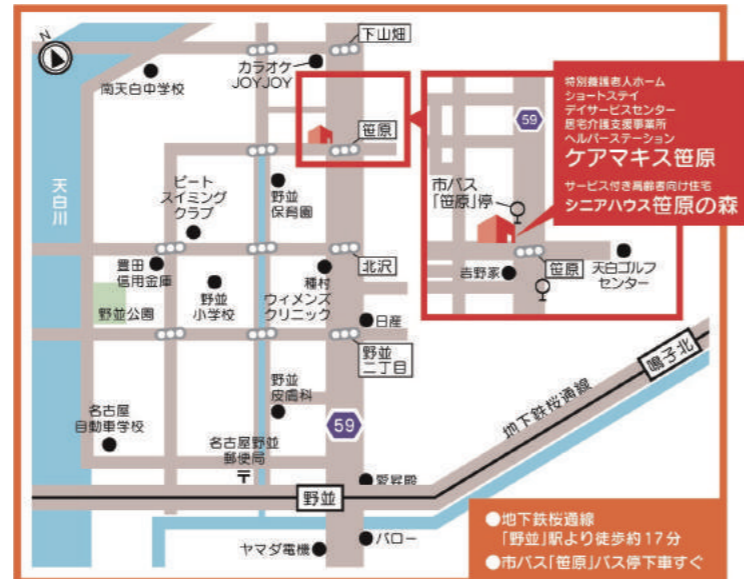 N
下山畑
カラオケ
JOYJOY
南天白中学校
笹原
天白川
ビート
スイミング
クラブ
野並
保育園
北沢
豊田
信用金庫
野並
小学校
種村
ウィメンズ
クリニック
野並公園
日産
野並
二丁目
野並
皮膚科
名古屋
自動車学校
59
名古屋野並
郵便局
〒
愛昇殿
野並
ヤマダ電機
バロー
地下鉄桜通線
鳴子北
59
市バス
「笹原」停
笹原
吉野家
天白ゴルフ
センター
特別養護老人ホーム
ショートステイ
デイサービスセンター
居宅介護支援事業所
ヘルパーステーション
ケアマキス笹原
サービス付き高齢者向け住宅
シニアハウス笹原の森
●地下鉄桜通線
「野並」駅より徒歩約17分
●市バス「笹原」バス停下車すぐ